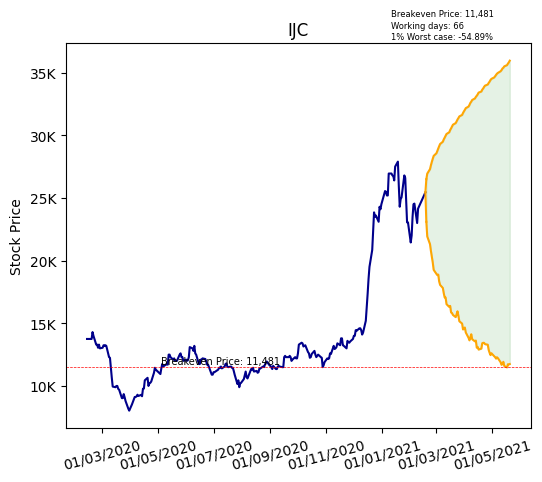 Breakeven Price: 11,481
Working days: 66
1% Worst case: -54.89%
IJC
Stock Price
35K
30K
25K
20K
15K
10K
Breakeven Price: 11,481
01/03/2020
01/05/2020
01/07/2020
01/09/2020
01/11/2020
01/01/2021
01/03/2021
01/05/2021